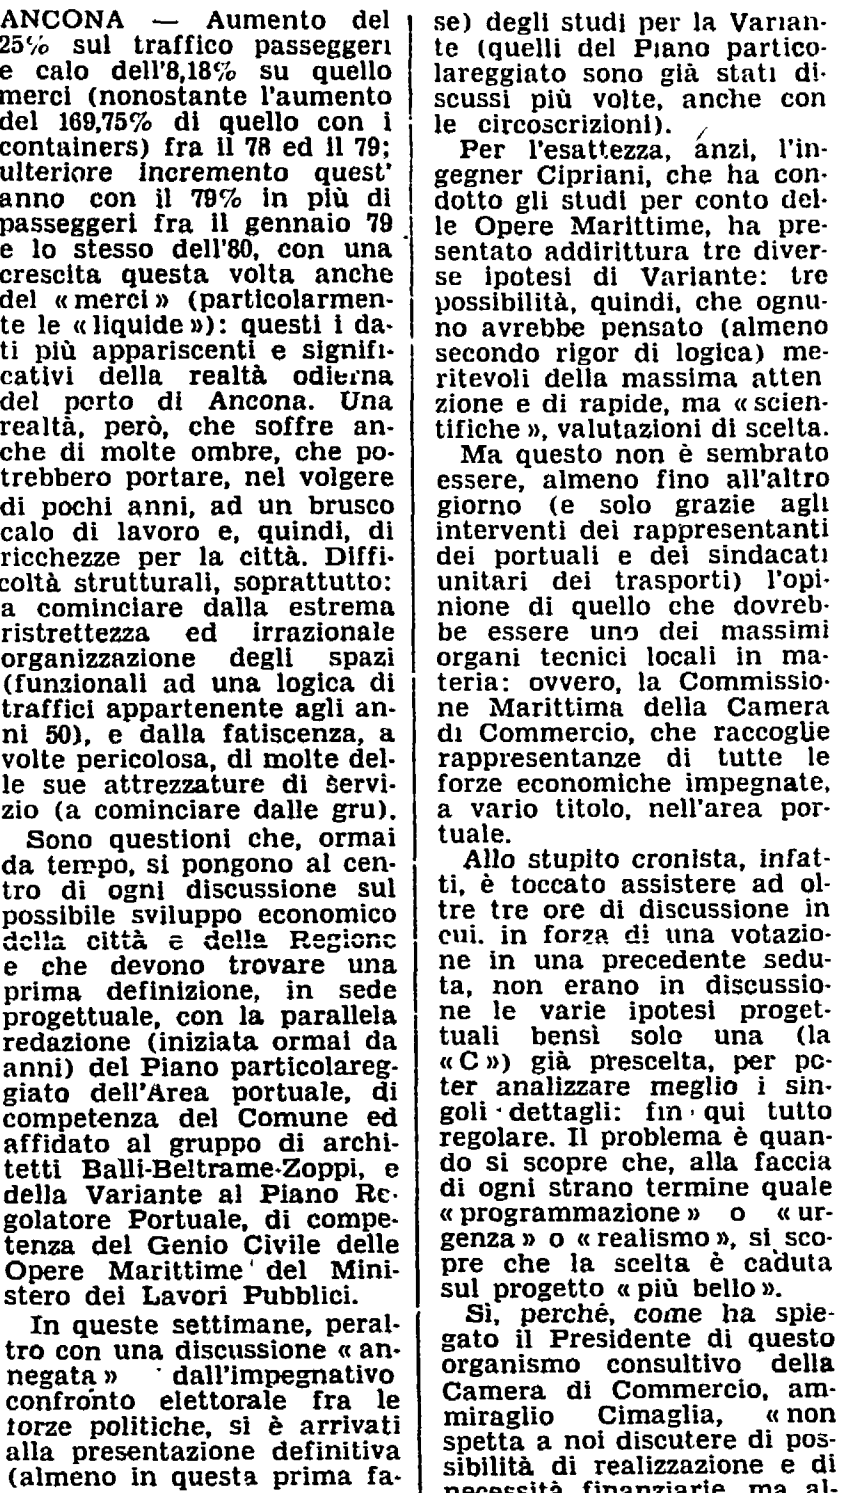 ANCONA — Aumento del
25% sul traffico passeggeri
e calo dell'8,18% su quello
merci (nonostante l'aumento
del 169,75% di quello con i
containers) fra il 78 ed il 79;
ulteriore incremento quest'
anno con il 79% in più di
passeggeri fra il gennaio 79
e lo stesso dell'80, con una
crescita questa volta anche
del «merci» (particolarmen-
te le «liquide»): questi i da-
ti più appariscenti e signifi-
cativi della realtà odierna
del porto di Ancona. Una
realtà, però, che soffre an-
che di molte ombre, che po-
trebbero portare, nel volgere
di pochi anni, ad un brusco
calo di lavoro e, quindi, di
ricchezze per la città. Diffi-
coltà strutturali, soprattutto:
a cominciare dalla estrema
ristrettezza ed irrazionale
organizzazione degli spazi
(funzionali ad una logica di
traffici appartenente agli an-
ni 50), e dalla fatiscenza, a
volte pericolosa, di molte del-
le sue attrezzature di servi-
zio (a cominciare dalle gru).
Sono questioni che, ormai
da tempo, si pongono al cen-
tro di ogni discussione sul
possibile sviluppo economico
della città e della Regione
e che devono trovare una
prima definizione, in sede
progettuale, con la parallela
redazione (iniziata ormai da
anni) del Piano particolareg-
giato dell'Area portuale, di
competenza del Comune ed
affidato al gruppo di archi-
tetti Balli-Beltrame-Zoppi, e
della Variante al Piano Re-
golatore Portuale, di compe-
tenza del Genio Civile delle
Opere Marittime del Mini-
stero dei Lavori Pubblici.
In queste settimane, peral-
tro con una discussione «an-
negata» dall'impegnativo
confronto elettorale fra le
forze politiche, si è arrivati
alla presentazione definitiva
(almeno in questa prima fa-
se) degli studi per la Varian-
te (quelli del Piano partico-
lareggiato sono già stati di-
scussi più volte, anche con
le circoscrizioni).
Per l'esattezza, anzi, l'in-
gegner Cipriani, che ha con-
dotto gli studi per conto del-
le Opere Marittime, ha pre-
sentato addirittura tre diver-
se ipotesi di Variante: tre
possibilità, quindi, che ognu-
no avrebbe pensato (almeno
secondo rigor di logica) me-
ritevoli della massima atten
zione e di rapide, ma «scien-
tifiche», valutazioni di scelta.
Ma questo non è sembrato
essere, almeno fino all'altro
giorno (e solo grazie agli
interventi dei rappresentanti
dei portuali e dei sindacati
unitari dei trasporti) l'opi-
nione di quello che dovreb-
be essere uno dei massimi
organi tecnici locali in ma-
teria: ovvero, la Commissio-
ne Marittima della Camera
di Commercio, che raccoglie
rappresentanze di tutte le
forze economiche impegnate,
a vario titolo, nell'area por-
tuale.
Allo stupito cronista, infat-
ti, è toccato assistere ad ol-
tre tre ore di discussione in
cui. in forza di una votazio-
ne in una precedente sedu-
ta, non erano in discussio-
ne le varie ipotesi proget-
tuali bensì solo una (la
«C») già prescelta, per po-
ter analizzare meglio i sin-
goli dettagli: fin qui tutto
regolare. Il problema è quan-
do si scopre che, alla faccia
di ogni strano termine quale
«programmazione» o «ur-
genza» o «realismo», si sco-
pre che la scelta è caduta
sul progetto «più bello».
Sì, perché, come ha spie-
gato il Presidente di questo
organismo consultivo della
Camera di Commercio, am-
miraglio Cimaglia, «non
spetta a noi discutere di pos-
sibilità di realizzazione e di
necessità finanziarie, ma al-